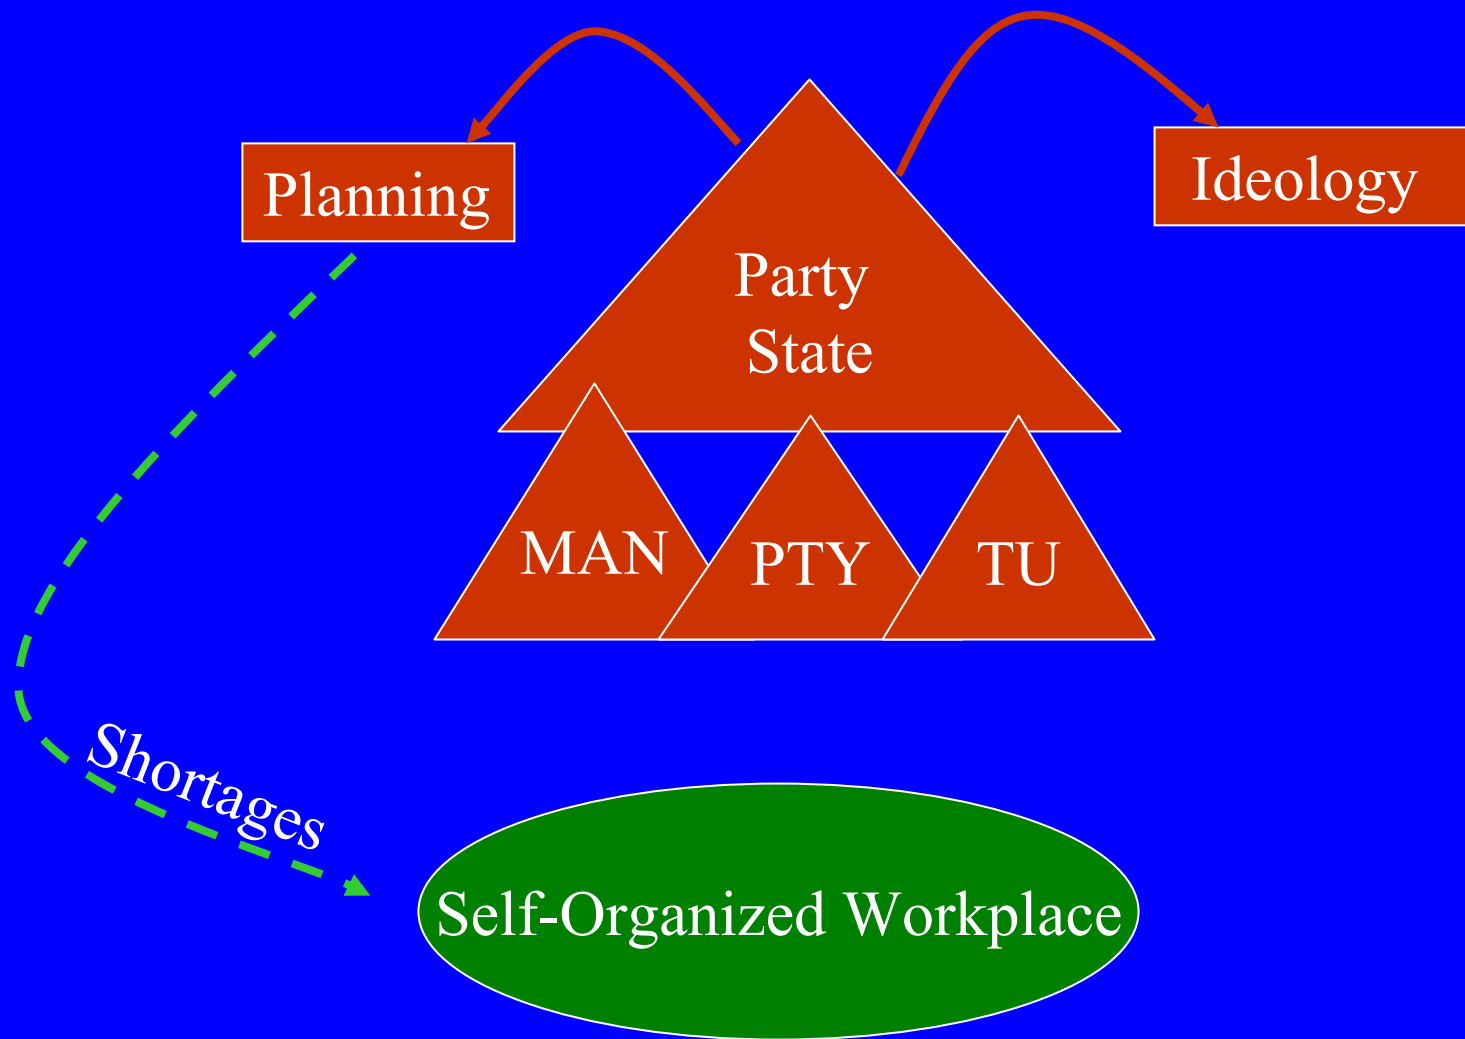 Planning
Ideology
Party
State
MAN
PTY
TU
Shortages
Self-Organized Workplace